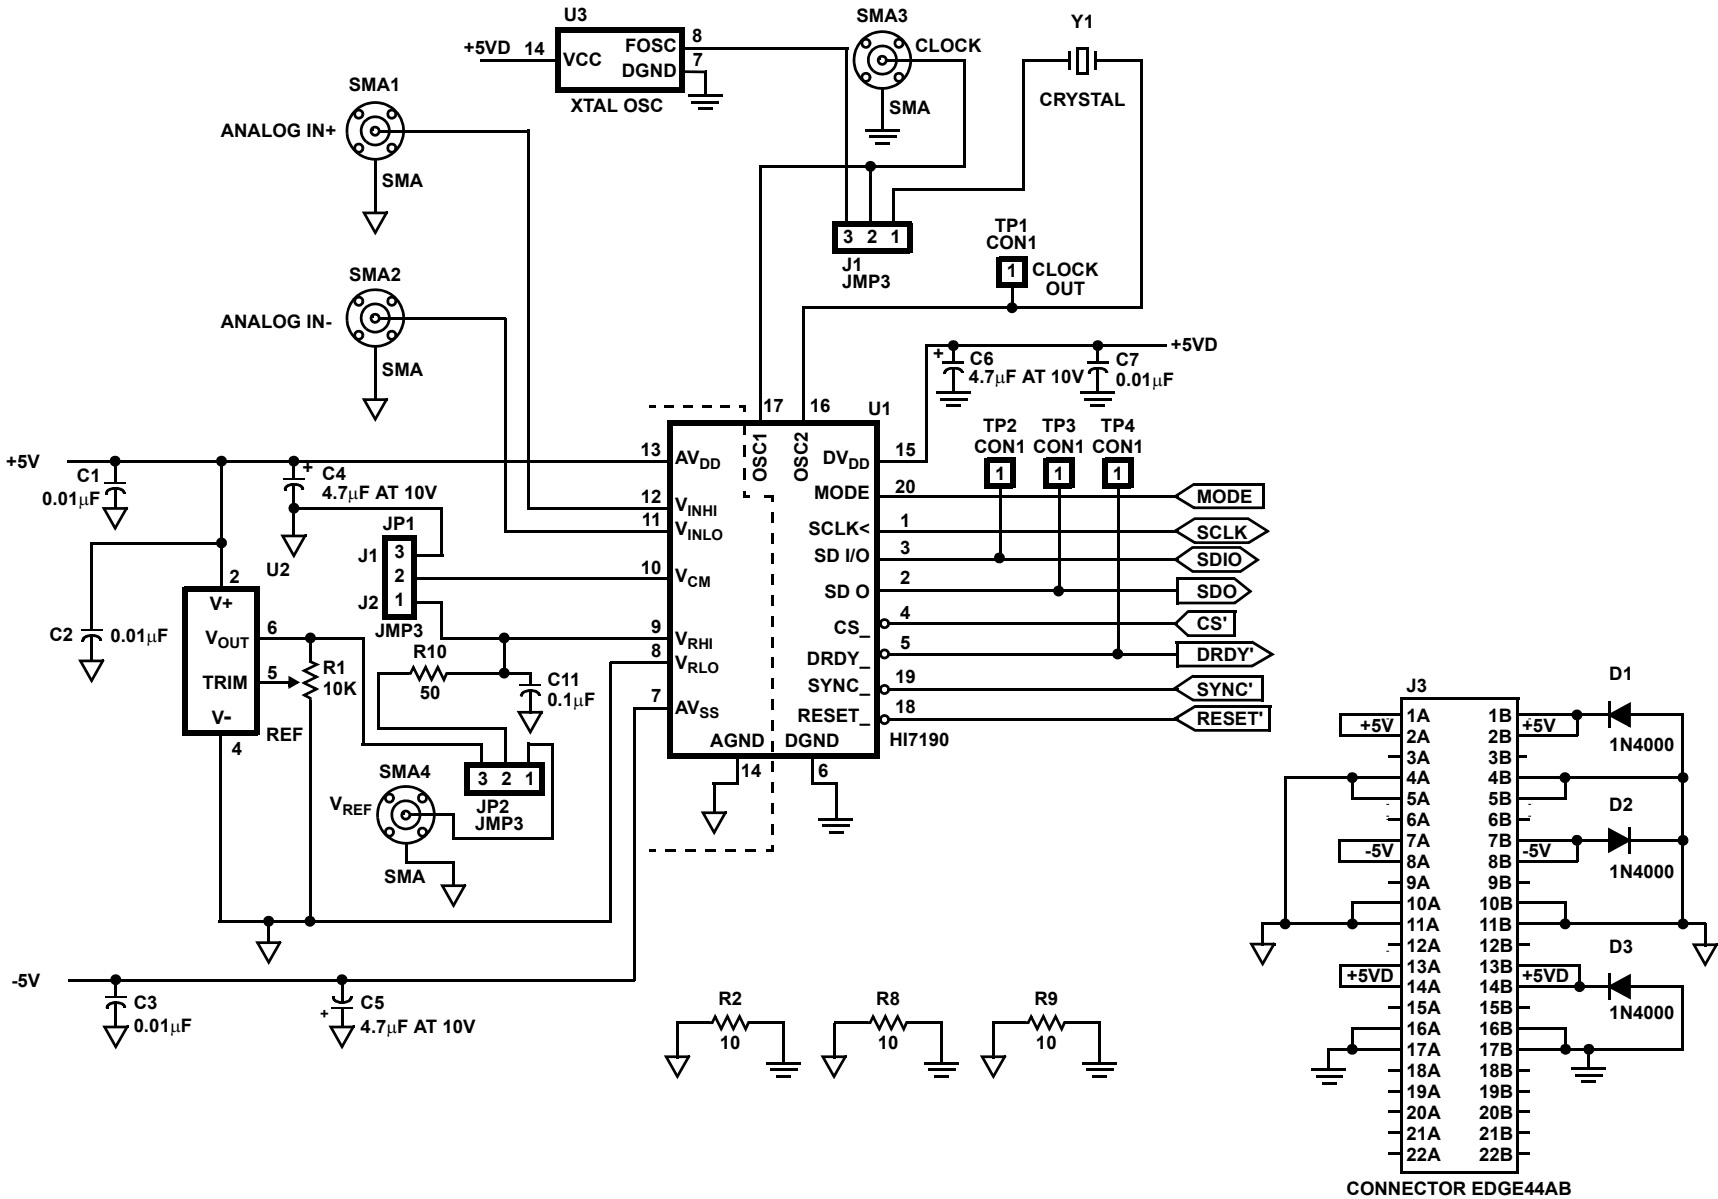 U3
+5VD 14
VCC
FOSC
DGND
8
7
XTAL OSC
SMA3
CLOCK
SMA
Y1
CRYSTAL
SMA1
ANALOG IN+
SMA
SMA2
ANALOG IN-
SMA
3 2 1
J1
JMP3
TP1
CON1
1
CLOCK
OUT
+5VD
+
C6
4.7µF AT 10V
C7
0.01µF
17
16
U1
OSC1
OSC2
TP2
CON1
1
TP3
CON1
1
TP4
CON1
1
+5V
C1
0.01µF
+
C4
4.7µF AT 10V
13
AVDD
12
VINHI
11
VINLO
10
VCM
9
VRHI
8
VRLO
7
AVSS
AGND
DGND
14
6
DVDD
15
MODE
20
MODE
SCLK<
1
SCLK
SD I/O
3
SDIO
SD O
2
SDO
CS_
4
CS'
DRDY_
5
DRDY'
SYNC_
19
SYNC'
RESET_
18
RESET'
HI7190
JP1
J1
3
2
J2
1
JMP3
U2
2
V+
VOUT
6
TRIM
5
V-
4
REF
C2
0.01µF
R1
10K
R10
50
C11
0.1µF
3 2 1
JP2
JMP3
SMA4
VREF
SMA
-5V
C3
0.01µF
+
C5
4.7µF AT 10V
R2
10
R8
10
R9
10
J3
1A 1B
+5V +5V
2A 2B
3A 3B
4A 4B
5A 5B
6A 6B
7A 7B
-5V -5V
8A 8B
9A 9B
10A 10B
11A 11B
12A 12B
13A 13B
+5VD +5VD
14A 14B
15A 15B
16A 16B
17A 17B
18A 18B
19A 19B
20A 20B
21A 21B
22A 22B
D1
1N4000
D2
1N4000
D3
1N4000
CONNECTOR EDGE44AB